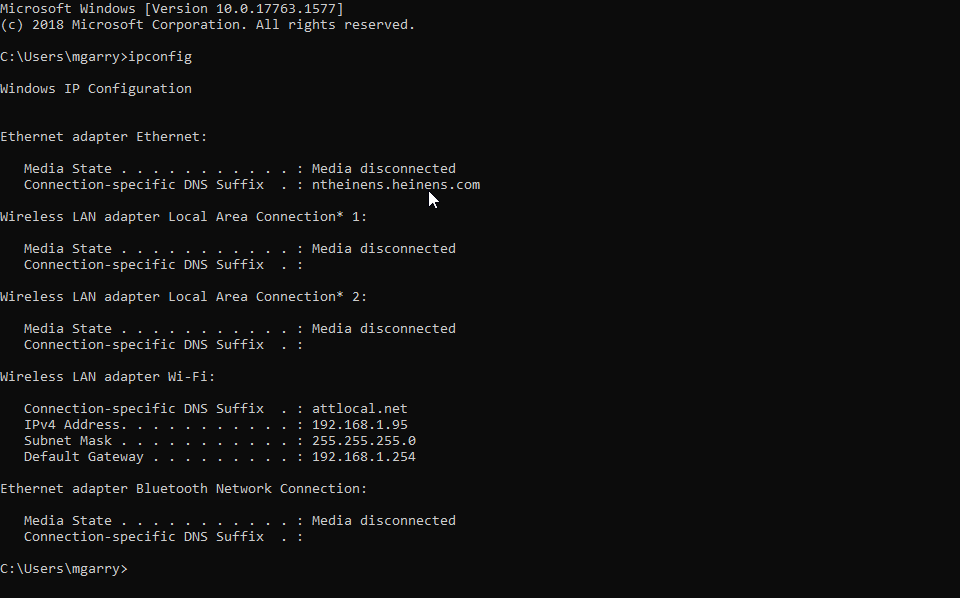 Microsoft Windows [Version 10.0.17763.1577]
(c) 2018 Microsoft Corporation. All rights reserved.
C:\Users\mgarry>ipconfig
Windows IP Configuration
Ethernet adapter Ethernet:
   Media State . . . . . . . . . . . : Media disconnected
   Connection-specific DNS Suffix  . : ntheinens.heinens.com
Wireless LAN adapter Local Area Connection* 1:
   Media State . . . . . . . . . . . : Media disconnected
   Connection-specific DNS Suffix  . :
Wireless LAN adapter Local Area Connection* 2:
   Media State . . . . . . . . . . . : Media disconnected
   Connection-specific DNS Suffix  . :
Wireless LAN adapter Wi-Fi:
   Connection-specific DNS Suffix  . : attlocal.net
   IPv4 Address. . . . . . . . . . . : 192.168.1.95
   Subnet Mask . . . . . . . . . . . : 255.255.255.0
   Default Gateway . . . . . . . . . : 192.168.1.254
Ethernet adapter Bluetooth Network Connection:
   Media State . . . . . . . . . . . : Media disconnected
   Connection-specific DNS Suffix  . :
C:\Users\mgarry>